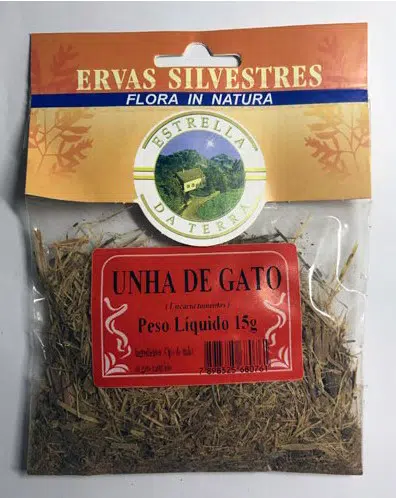 ERVAS SILVESTRES
FLORA IN NATURA
ESTRELLA
DA TERRA
UNHA DE GATO
Peso Líquido 15g